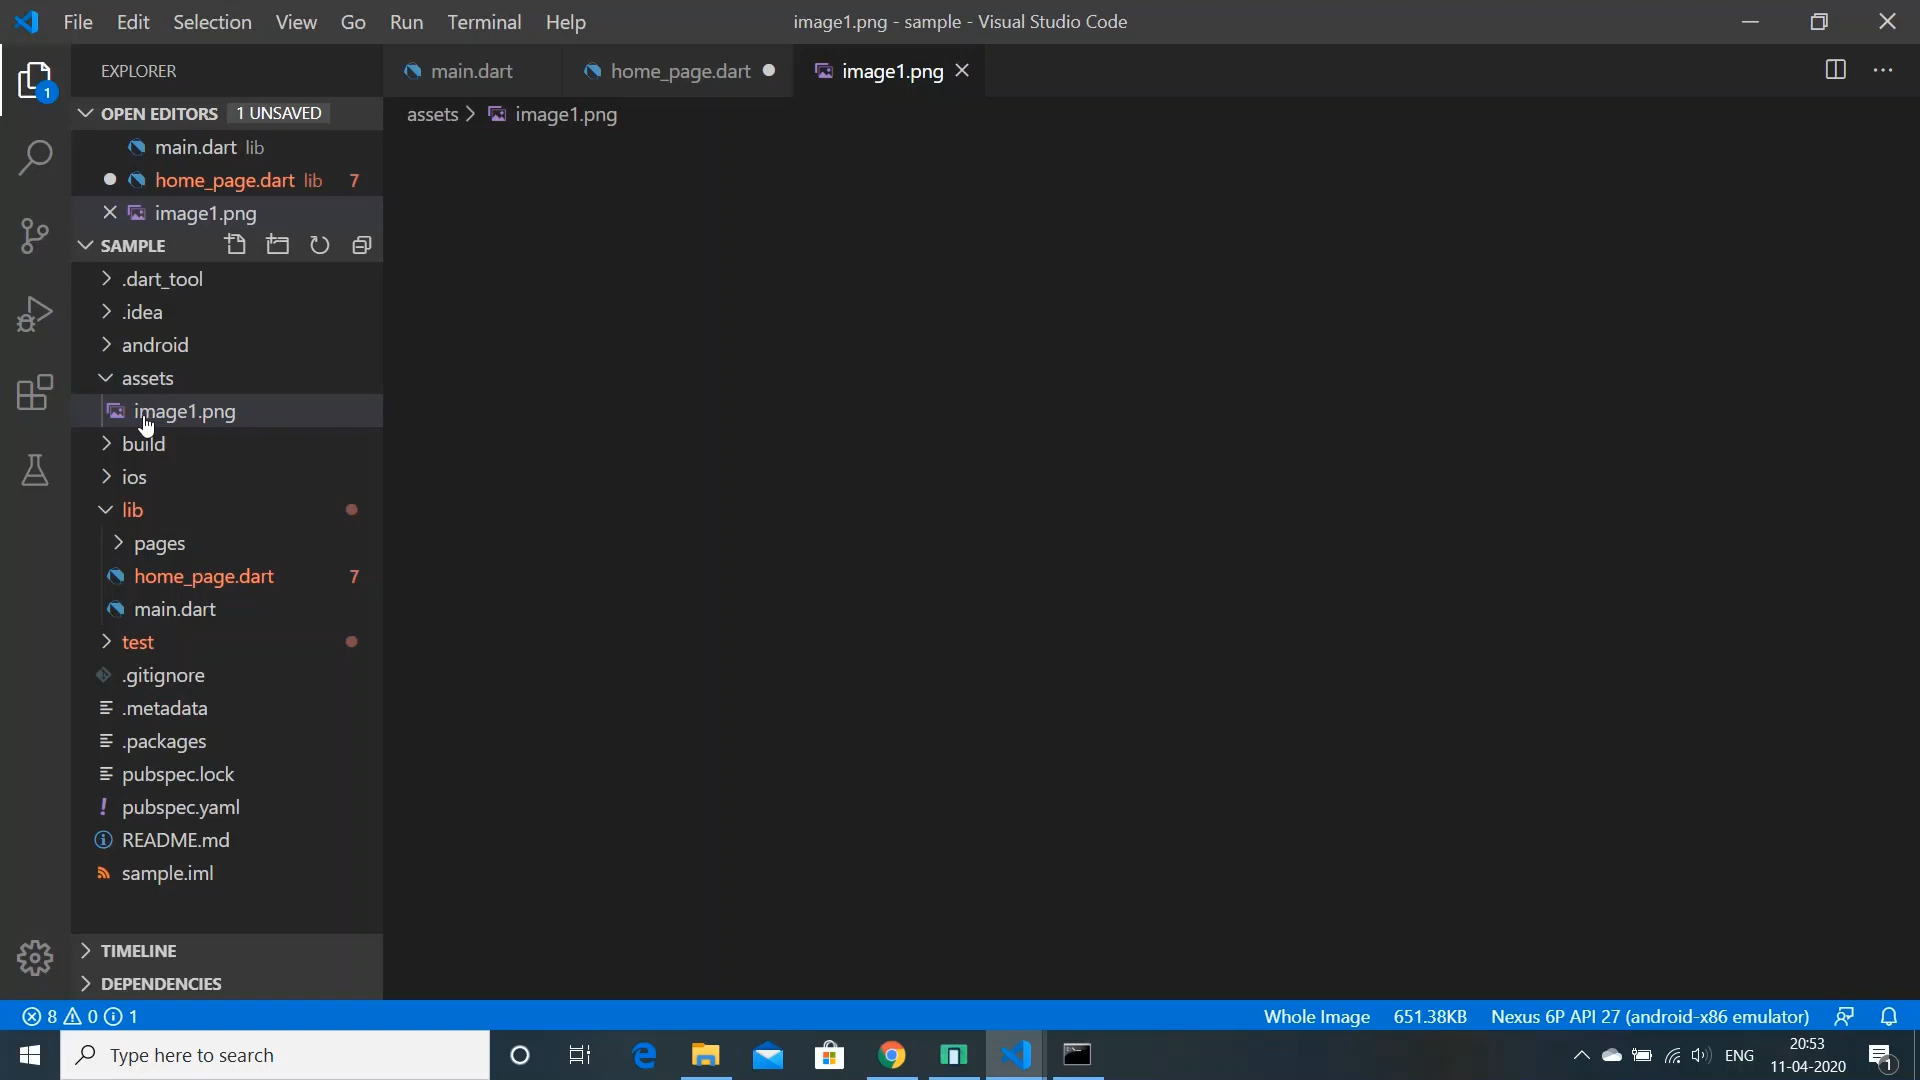 File Edit Selection View Go Run Terminal Help image1.png - sample - Visual Studio Code
EXPLORER
main.dart home_page.dart image1.png
OPEN EDITORS 1 UNSAVED
assets > image1.png
main.dart lib
home_page.dart lib 7
image1.png
SAMPLE
.dart_tool
.idea
android
assets
image1.png
build
ios
lib
pages
home_page.dart 7
main.dart
test
.gitignore
.metadata
.packages
pubspec.lock
! pubspec.yaml
README.md
sample.iml
TIMELINE
DEPENDENCIES
8 0 1 Whole Image 651.38KB Nexus 6P API 27 (android-x86 emulator)
Type here to search
ENG
20:53
11-04-2020
1
1